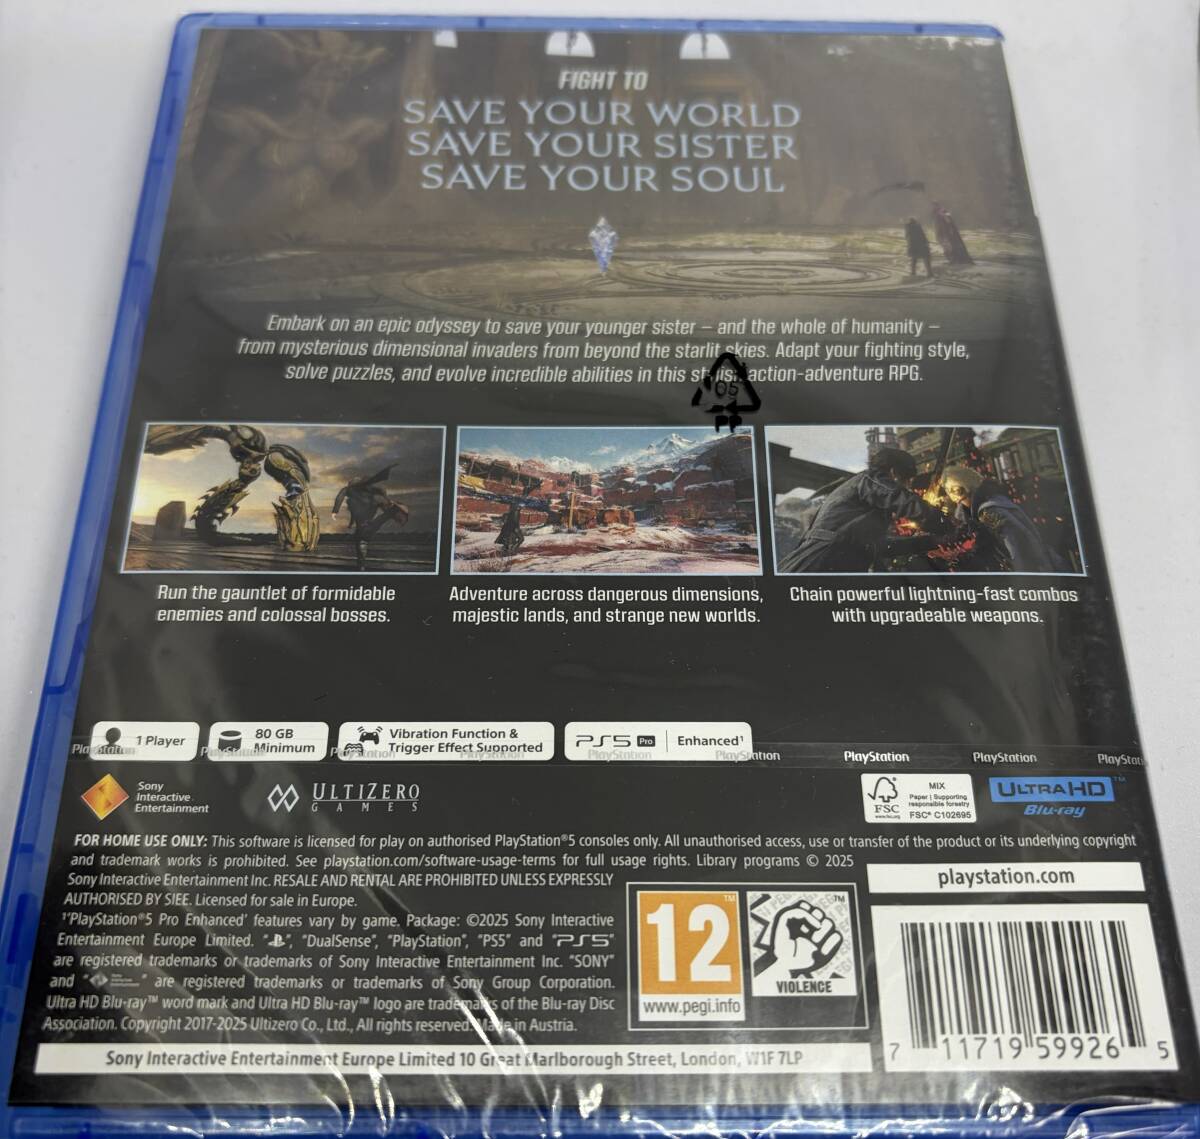 FIGHT TO
SAVE YOUR WORLD
SAVE YOUR SISTER
SAVE YOUR SOUL
Embark on an epic odyssey to save your younger sister – and the whole of humanity –
from mysterious dimensional invaders from beyond the starlit skies. Adapt your fighting style,
solve puzzles, and evolve incredible abilities in this stylish action-adventure RPG.
05
PP
Run the gauntlet of formidable
enemies and colossal bosses.
Adventure across dangerous dimensions,
majestic lands, and strange new worlds.
Chain powerful lightning-fast combos
with upgradeable weapons.
1 Player
80 GB
Minimum
Vibration Function &
Trigger Effect Supported
PS5 Pro Enhanced¹
PlayStation PlayStation PlayStation PlayStation PlayStation PlayStation PlayStation PlayStation
Sony
Interactive
Entertainment
ULTIZERO
GAMES
FSC
www.fsc.org
MIX
Paper | Supporting
responsible forestry
FSC® C102695
ULTRA HD™
Blu-ray
FOR HOME USE ONLY: This software is licensed for play on authorised PlayStation®5 consoles only. All unauthorised access, use or transfer of the product or its underlying copyright
and trademark works is prohibited. See playstation.com/software-usage-terms for full usage rights. Library programs © 2025
Sony Interactive Entertainment Inc. RESALE AND RENTAL ARE PROHIBITED UNLESS EXPRESSLY
AUTHORISED BY SIEE. Licensed for sale in Europe.
¹'PlayStation®5 Pro Enhanced' features vary by game. Package: ©2025 Sony Interactive
Entertainment Europe Limited. "", "DualSense", "PlayStation", "PS5" and "PS5"
are registered trademarks or trademarks of Sony Interactive Entertainment Inc. "SONY"
and "" are registered trademarks or trademarks of Sony Group Corporation.
Ultra HD Blu-ray™ word mark and Ultra HD Blu-ray™ logo are trademarks of the Blu-ray Disc
Association. Copyright 2017-2025 Ultizero Co., Ltd., All rights reserved. Made in Austria.
12™
www.pegi.info
™
VIOLENCE
playstation.com
7 11719 59926 5
Sony Interactive Entertainment Europe Limited 10 Great Marlborough Street, London, W1F 7LP